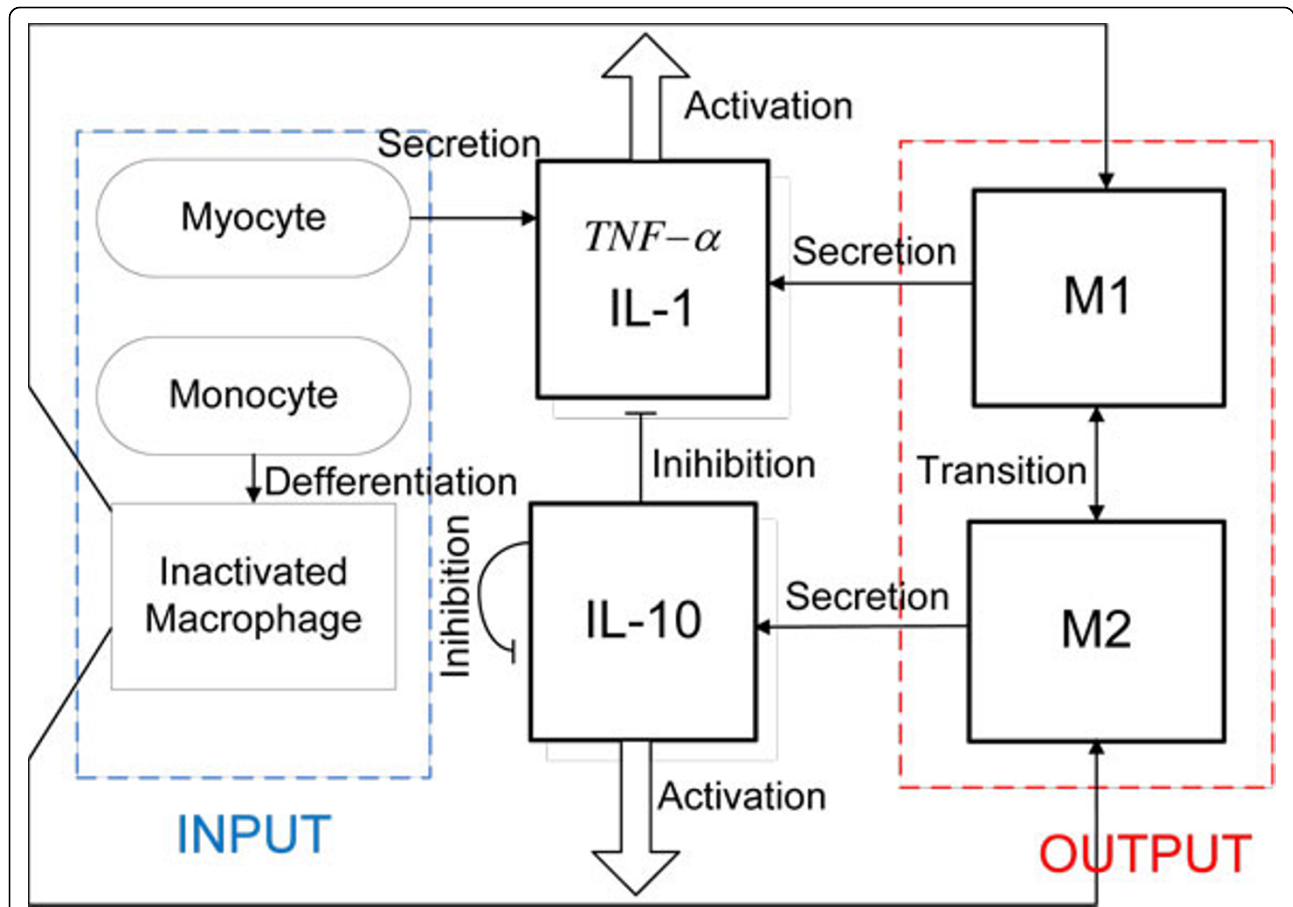 Activation
Secretion
Myocyte
TNF-α
IL-1
Secretion
M1
Monocyte
Inihibition
Transition
Defferentiation
Inactivated
Macrophage
Inihibition
IL-10
Secretion
M2
Activation
INPUT
OUTPUT